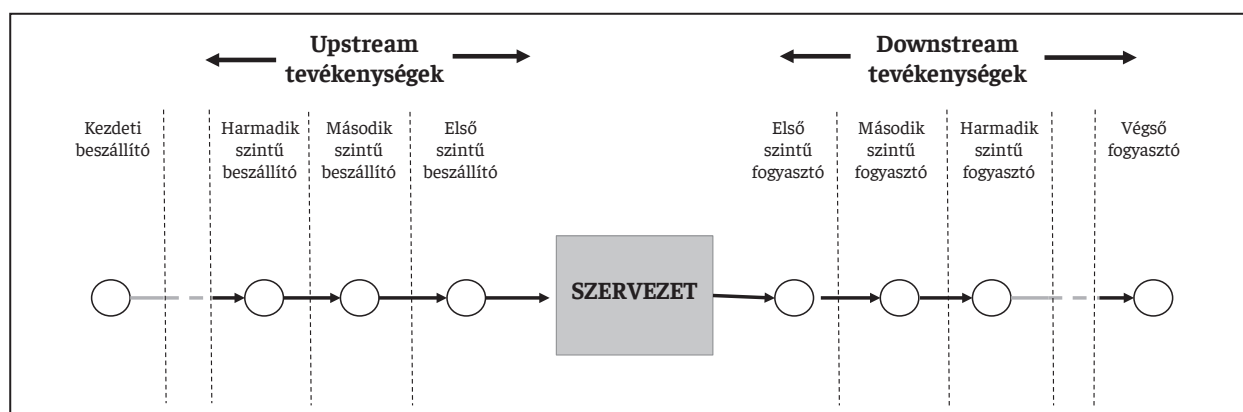 Upstream
tevékenységek
Downstream
tevékenységek
Kezdeti
beszállító
Harmadik
szintű
beszállító
Második
szintű
beszállító
Első
szintű
beszállító
Első
szintű
fogyasztó
Második
szintű
fogyasztó
Harmadik
szintű
fogyasztó
Végső
fogyasztó
SZERVEZET